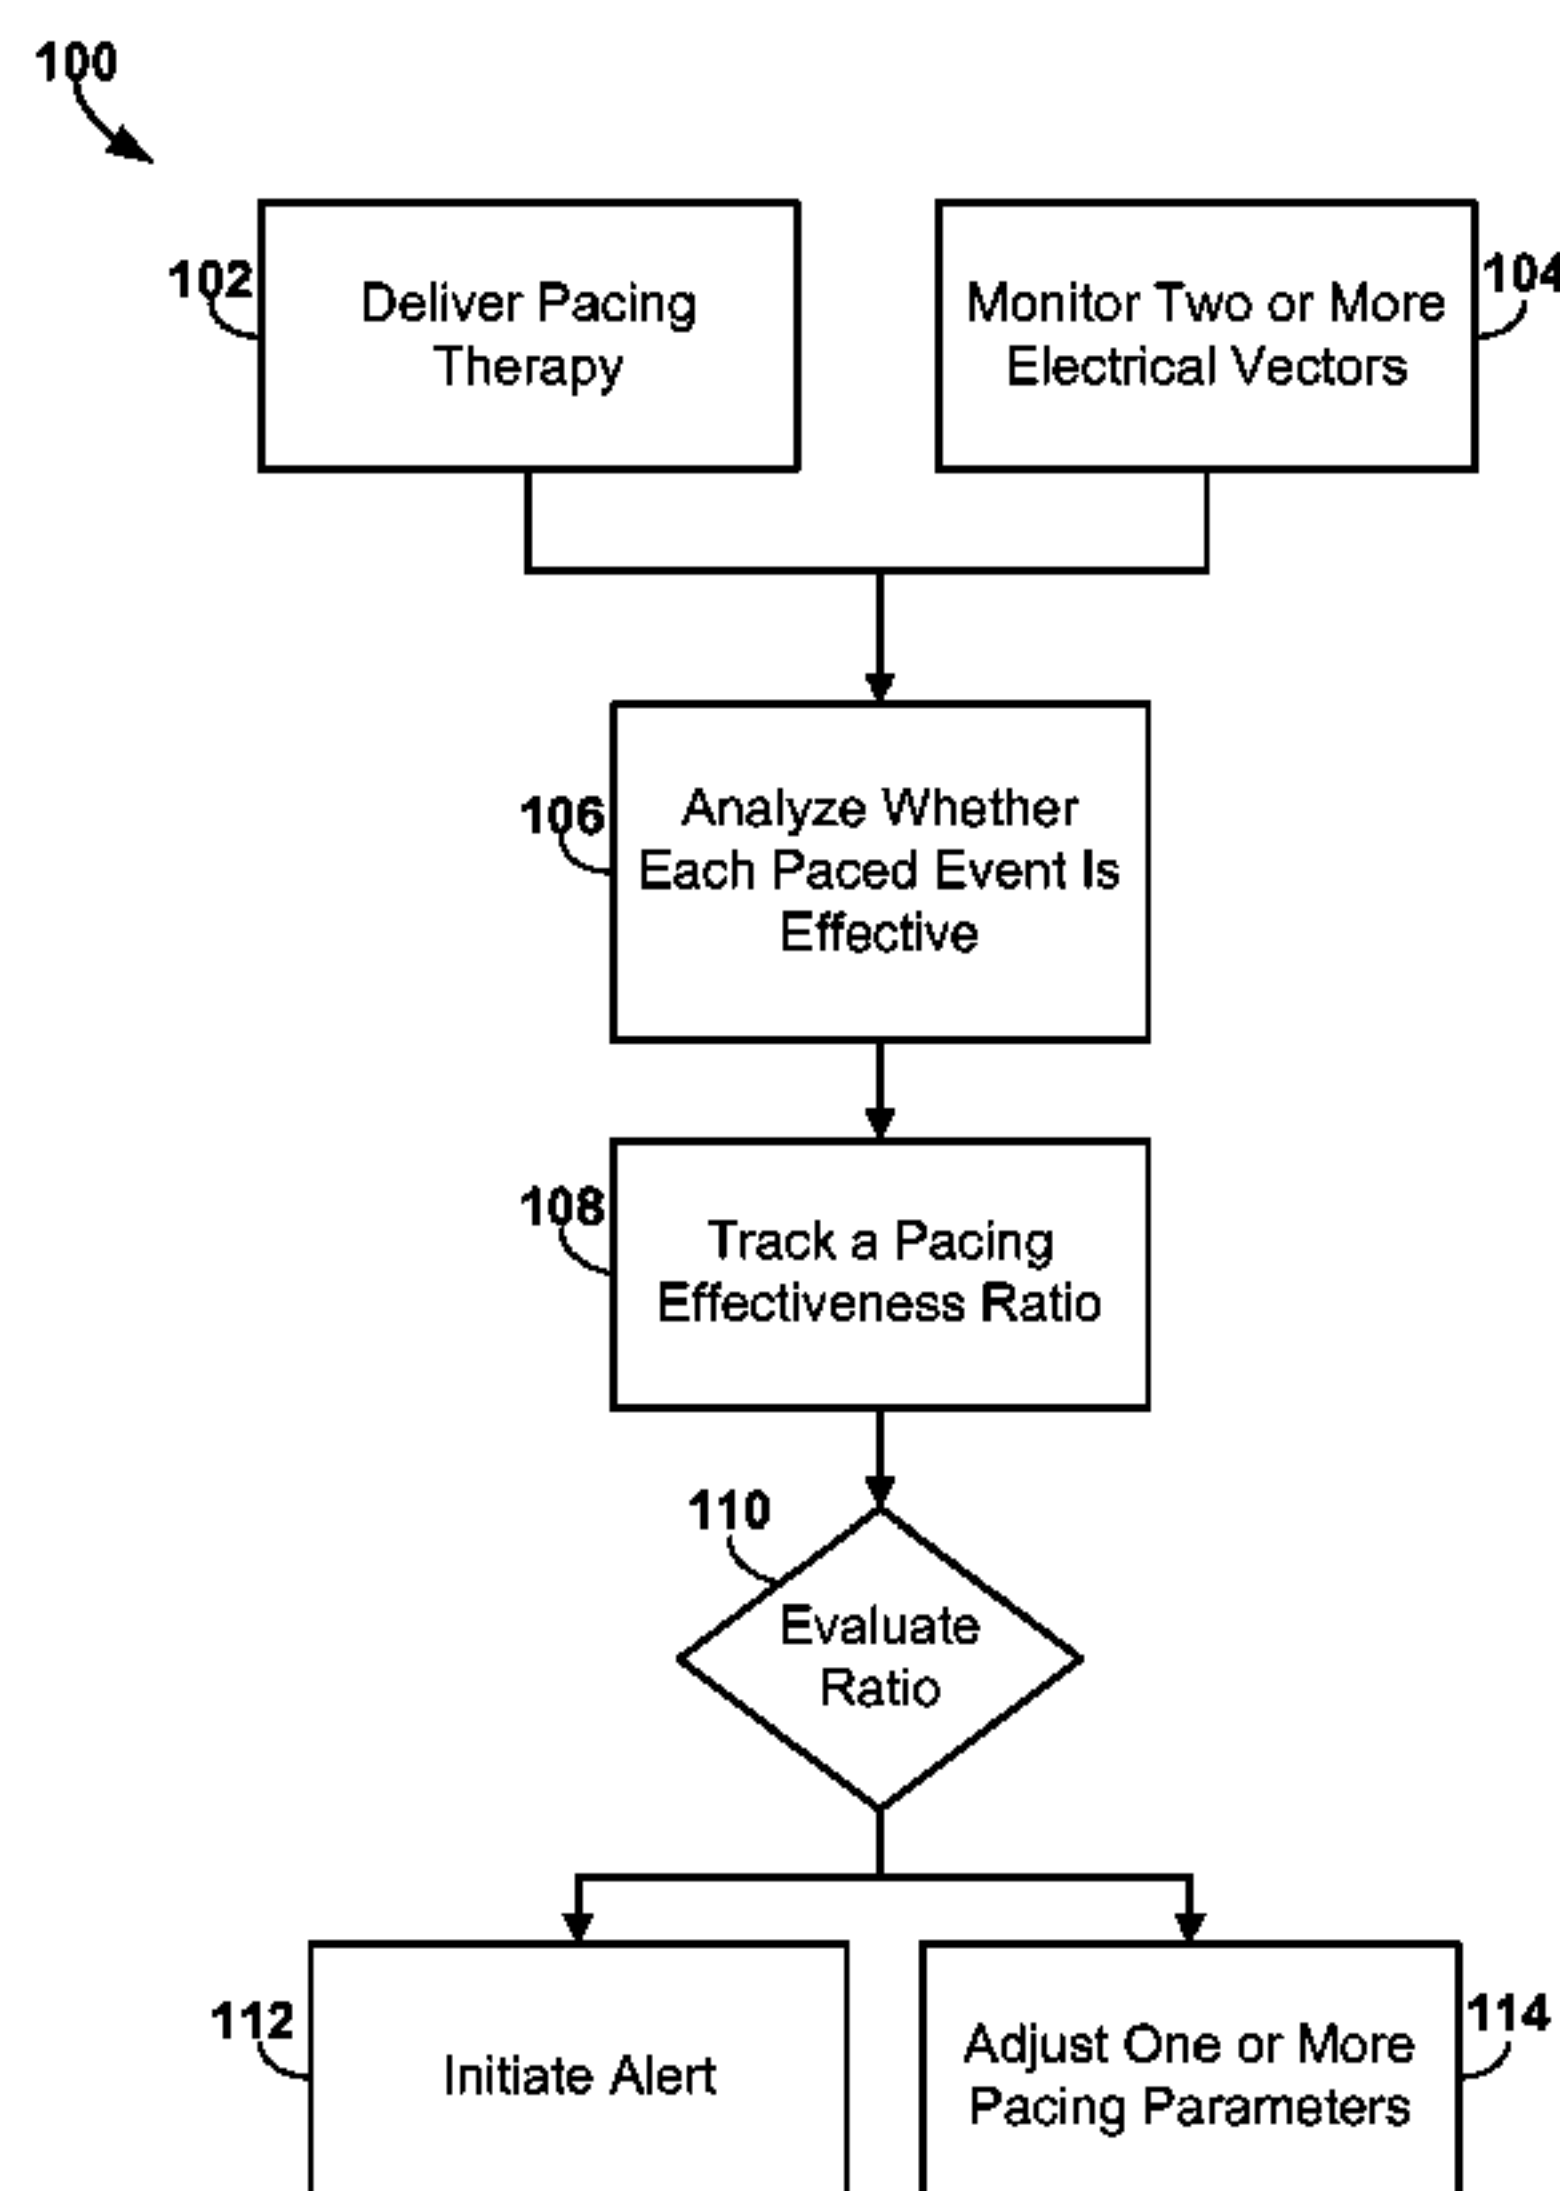 100
102
Deliver Pacing
Therapy
Monitor Two or More
Electrical Vectors
104
106
Analyze Whether
Each Paced Event Is
Effective
108
Track a Pacing
Effectiveness Ratio
110
Evaluate
Ratio
112
Initiate Alert
Adjust One or More
Pacing Parameters
114